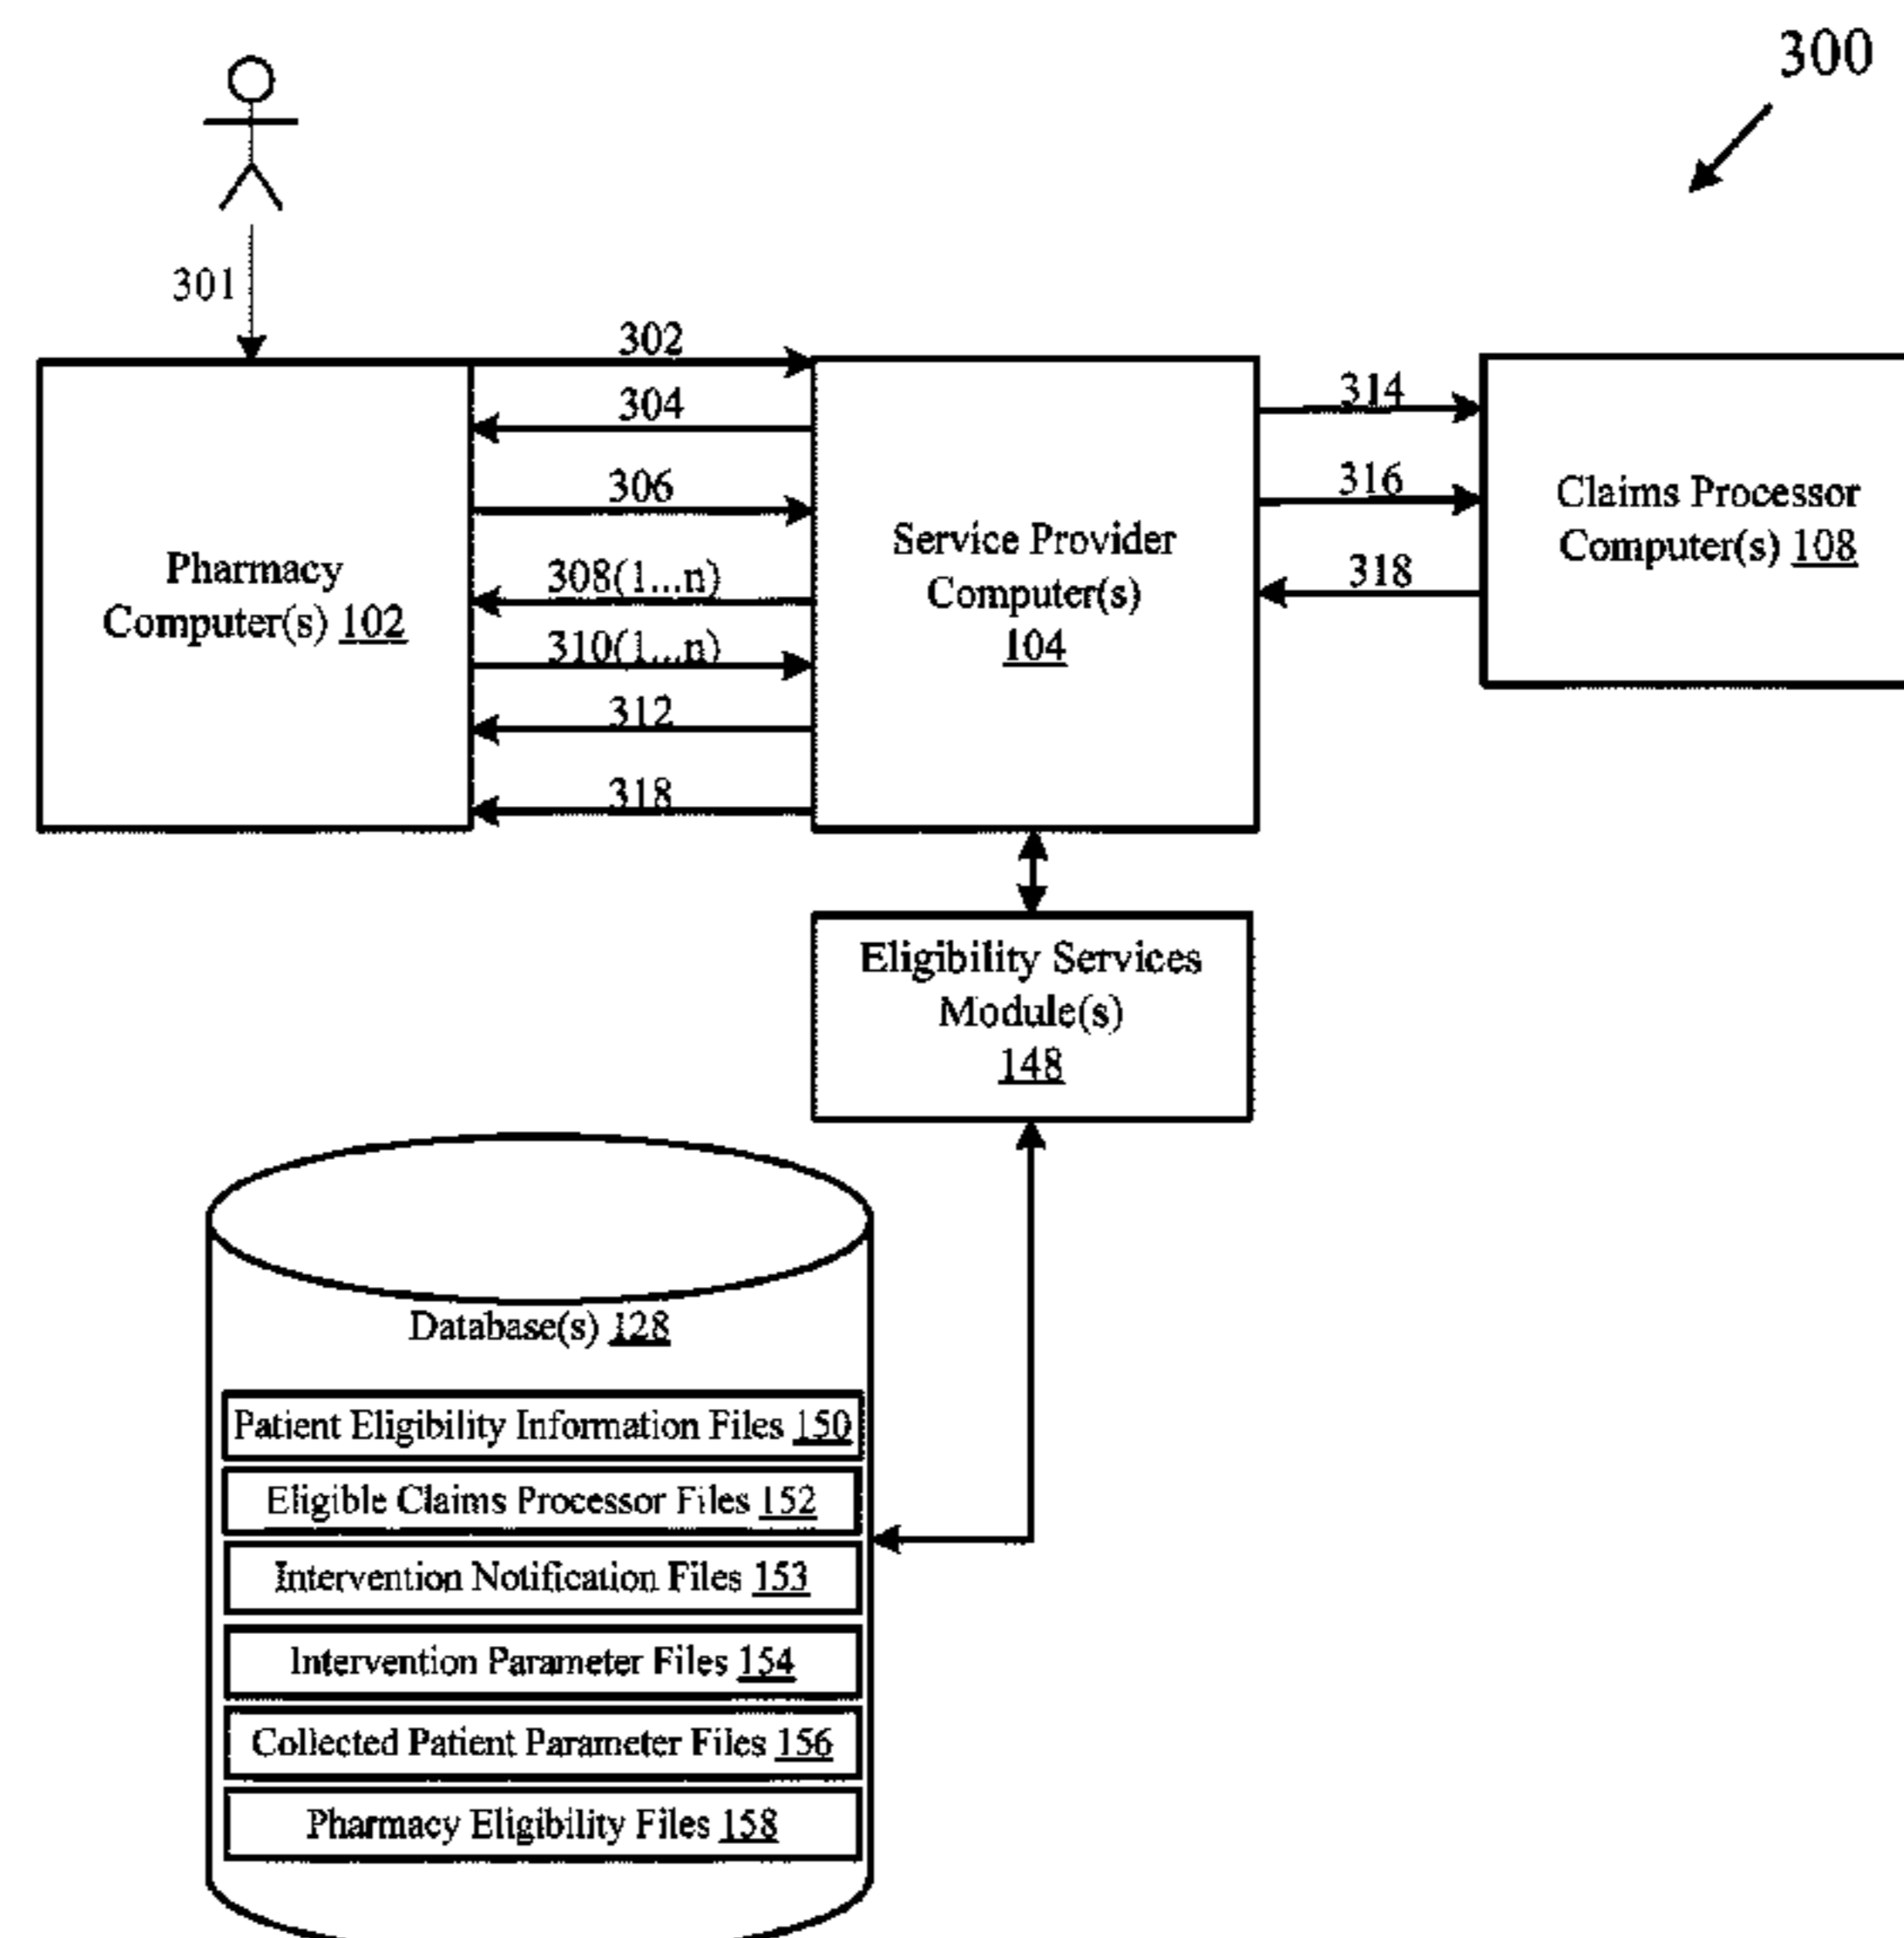 300
301
302
304
306
308(1...n)
310(1...n)
312
318
314
316
318
Pharmacy
Computer(s) 102
Service Provider
Computer(s)
104
Claims Processor
Computer(s) 108
Eligibility Services
Module(s)
148
Database(s) 128
Patient Eligibility Information Files 150
Eligible Claims Processor Files 152
Intervention Notification Files 153
Intervention Parameter Files 154
Collected Patient Parameter Files 156
Pharmacy Eligibility Files 158